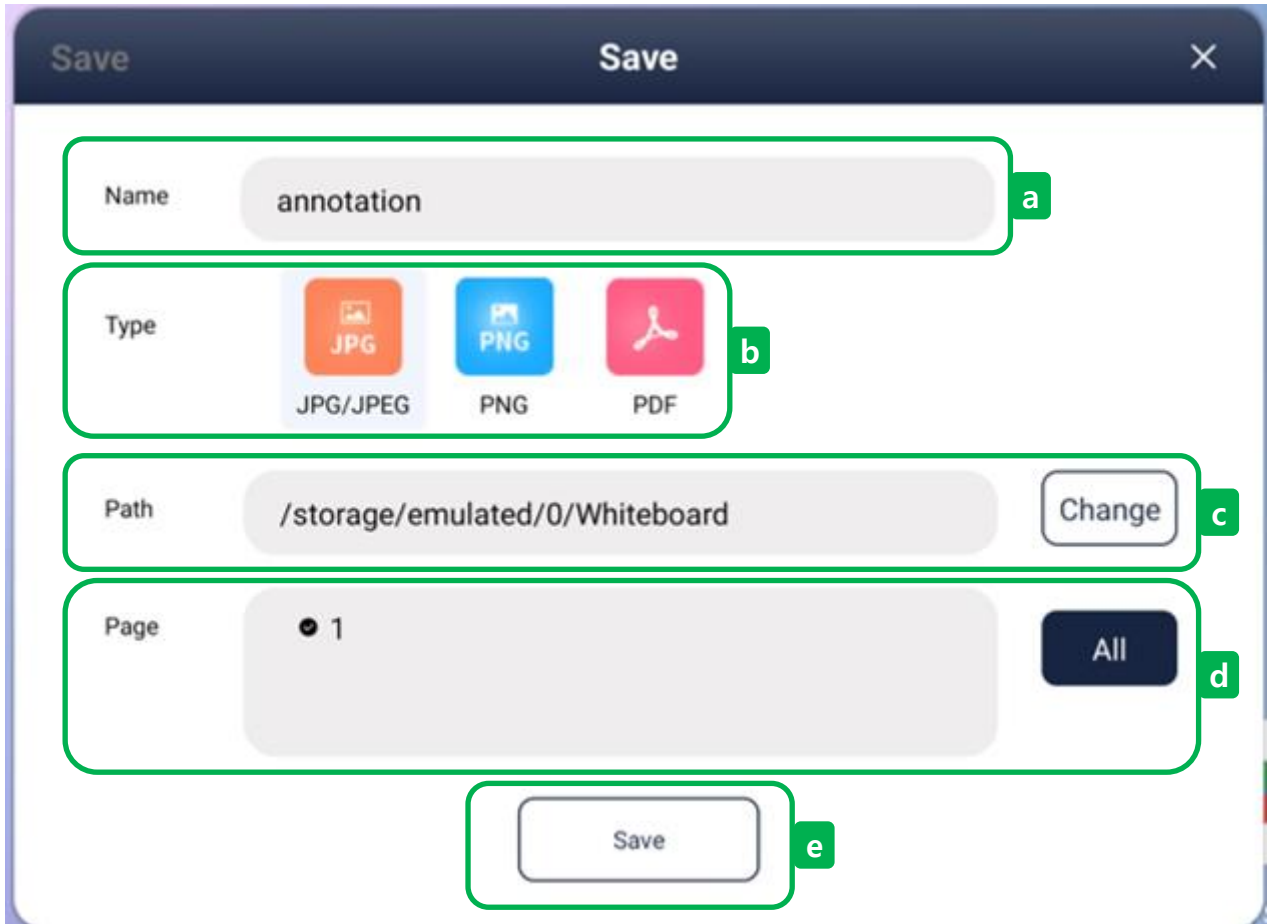 Save Save ×
Name annotation a
JPG PNG
Type b
JPG/JPEG PNG PDF
Path /storage/emulated/0/Whiteboard Change c
Page 1 All d
Save e